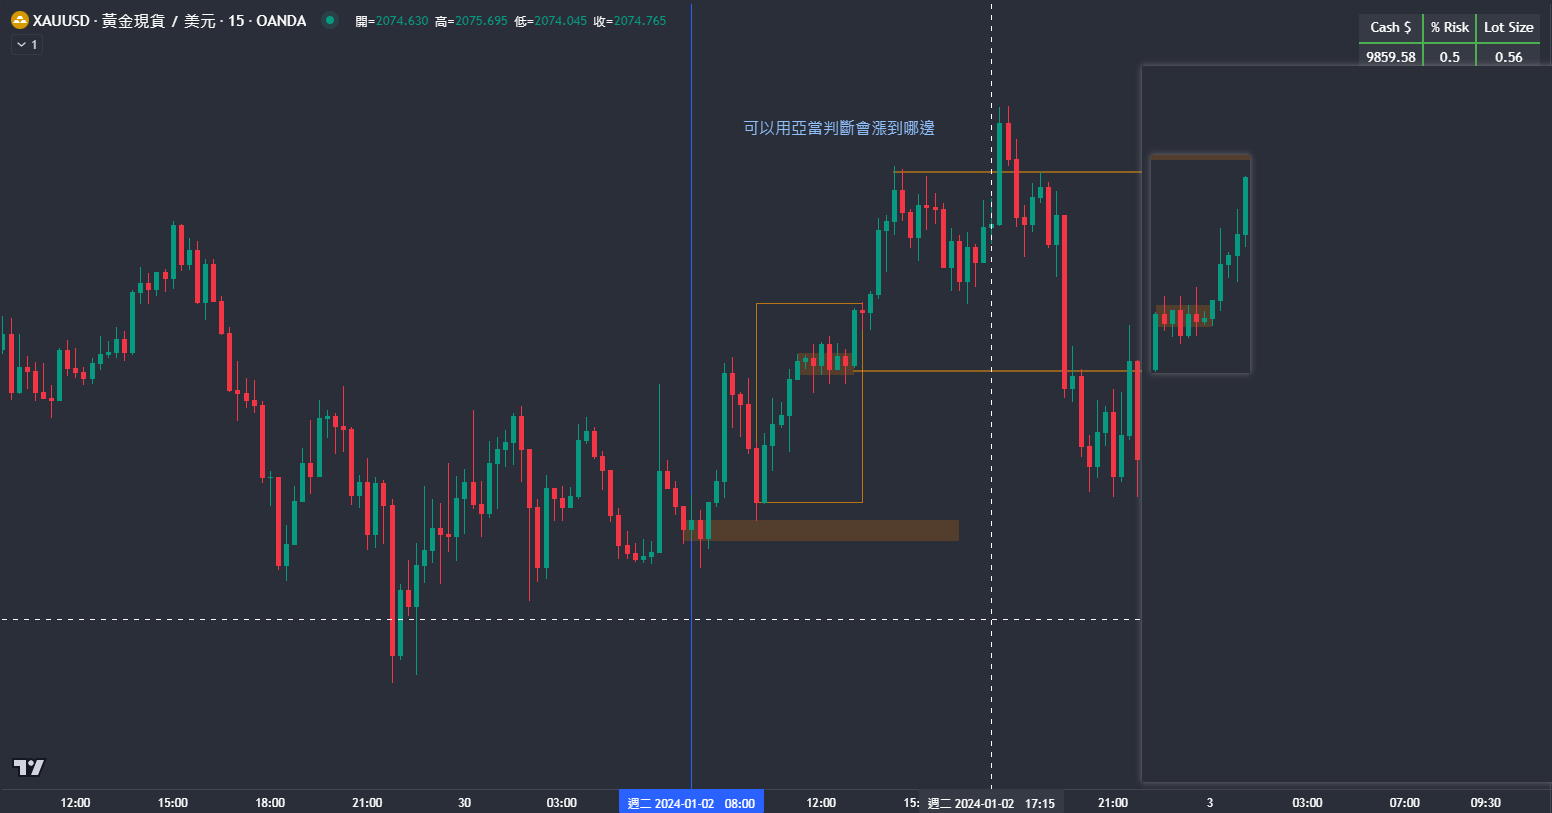 XAUUSD · 黃金現貨 / 美元 · 15 · OANDA 開=2074.630 高=2075.695 低=2074.045 收=2074.765
1
Cash $ % Risk Lot Size
9859.58 0.5 0.56
可以用亞當判斷會漲到哪邊
12:00 15:00 18:00 21:00 30 03:00 週二 2024-01-02 08:00 12:00 15: 週二 2024-01-02 17:15 21:00 3 03:00 07:00 09:30